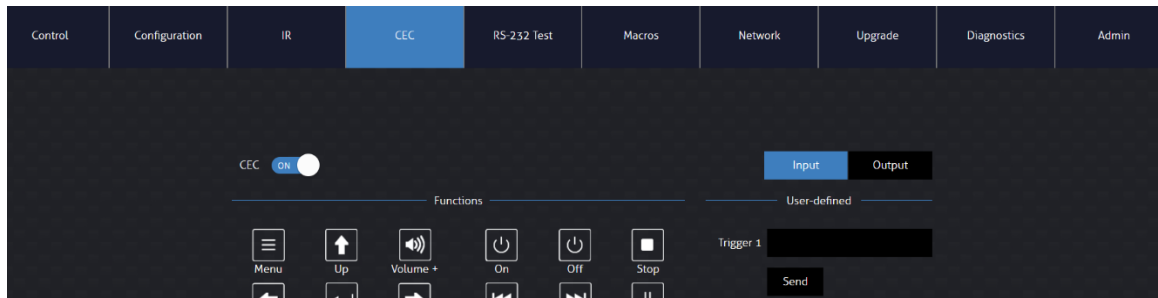 Control Configuration IR CEC RS-232 Test Macros Network Upgrade Diagnostics Admin
CEC ON Input Output
Functions User-defined
Trigger 1
Menu Up Volume + On Off Stop
Send